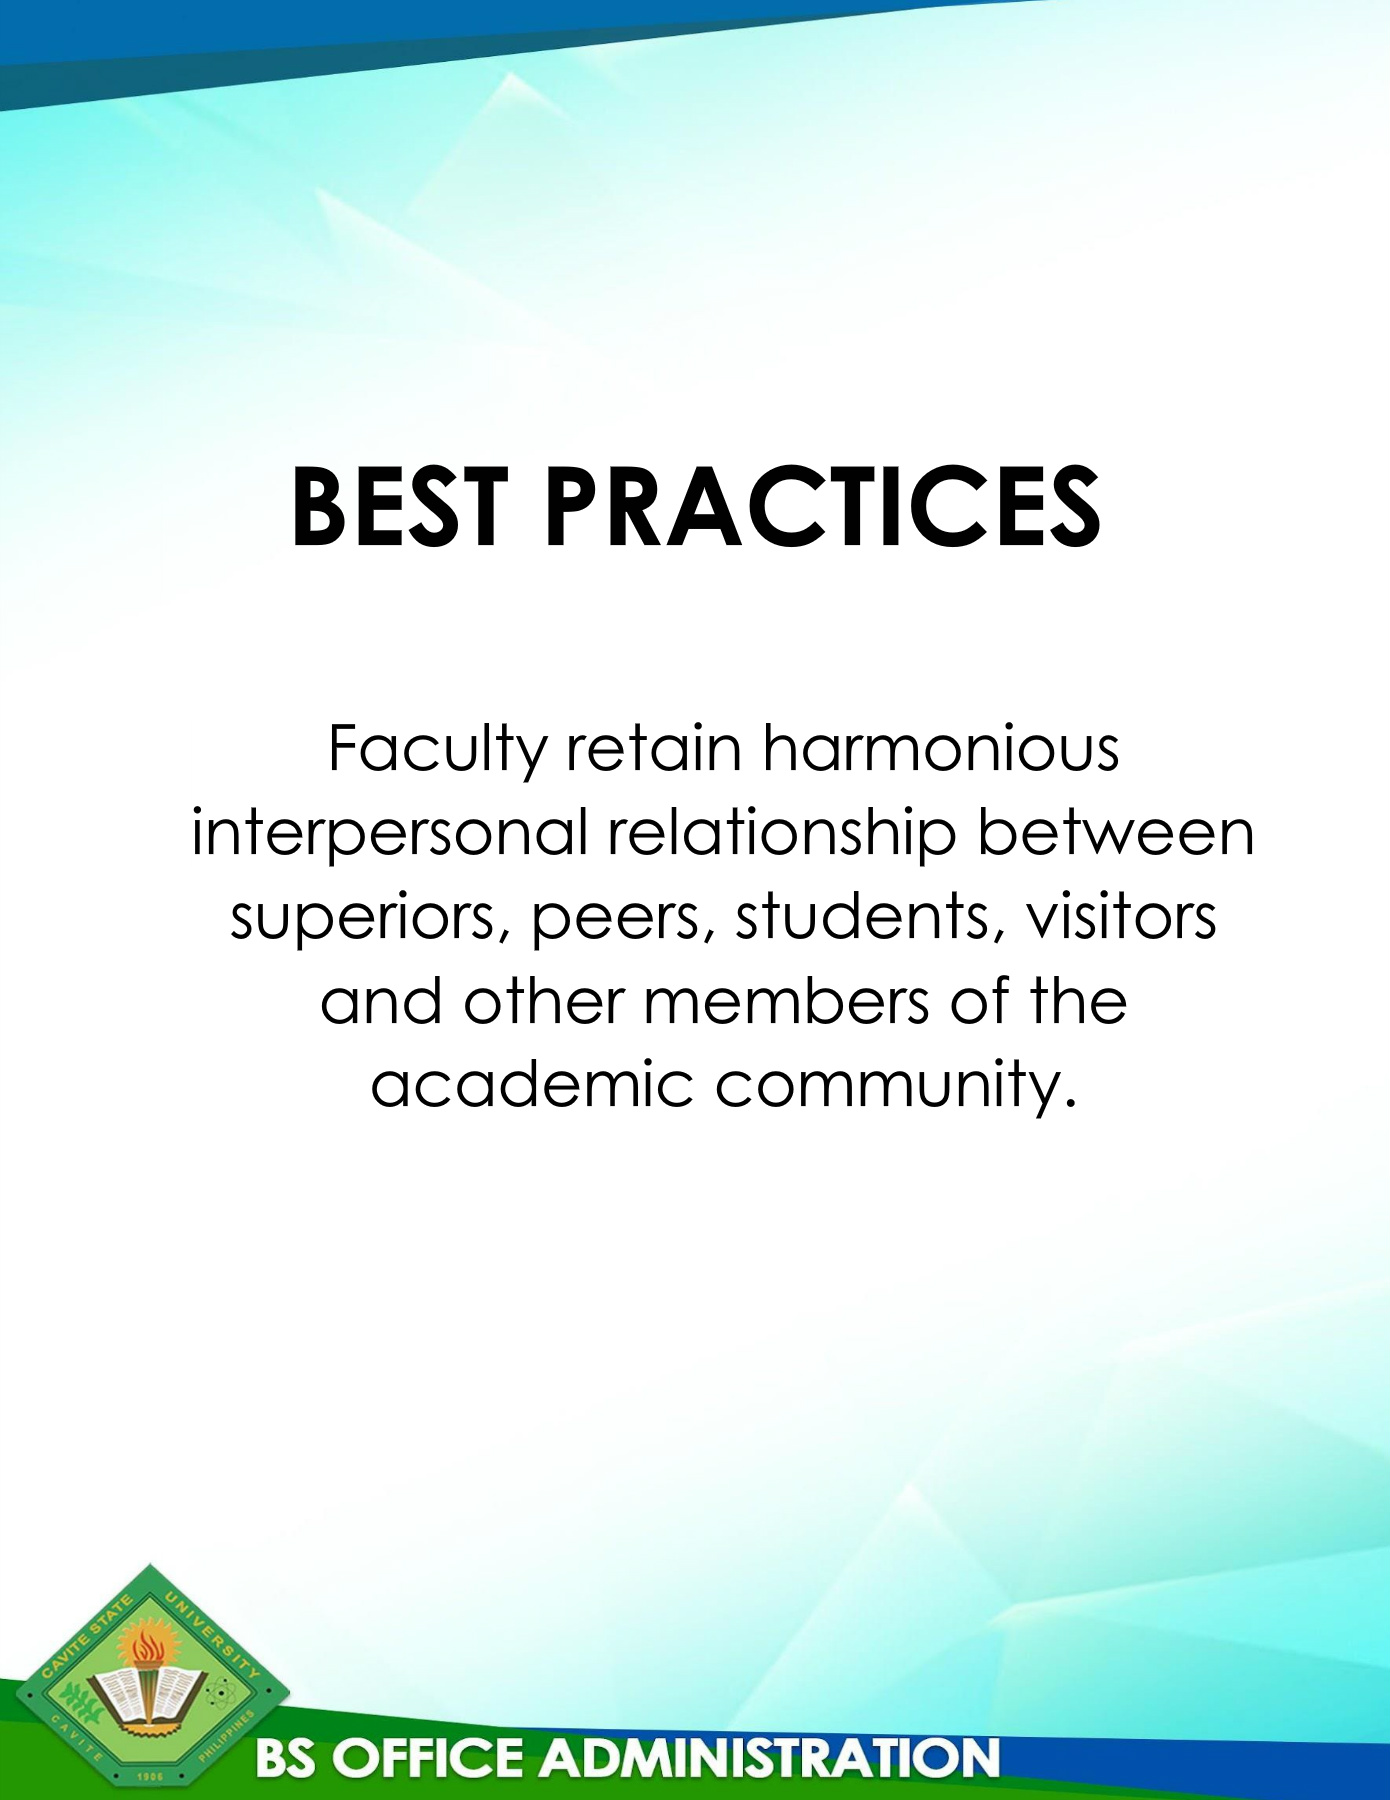 BEST PRACTICES
Faculty retain harmonious
interpersonal relationship between
superiors, peers, students, visitors
and other members of the
academic community.
CAVITE STATE UNIVERSITY
CAVITE
PHILIPPINES
1906
BS OFFICE ADMINISTRATION